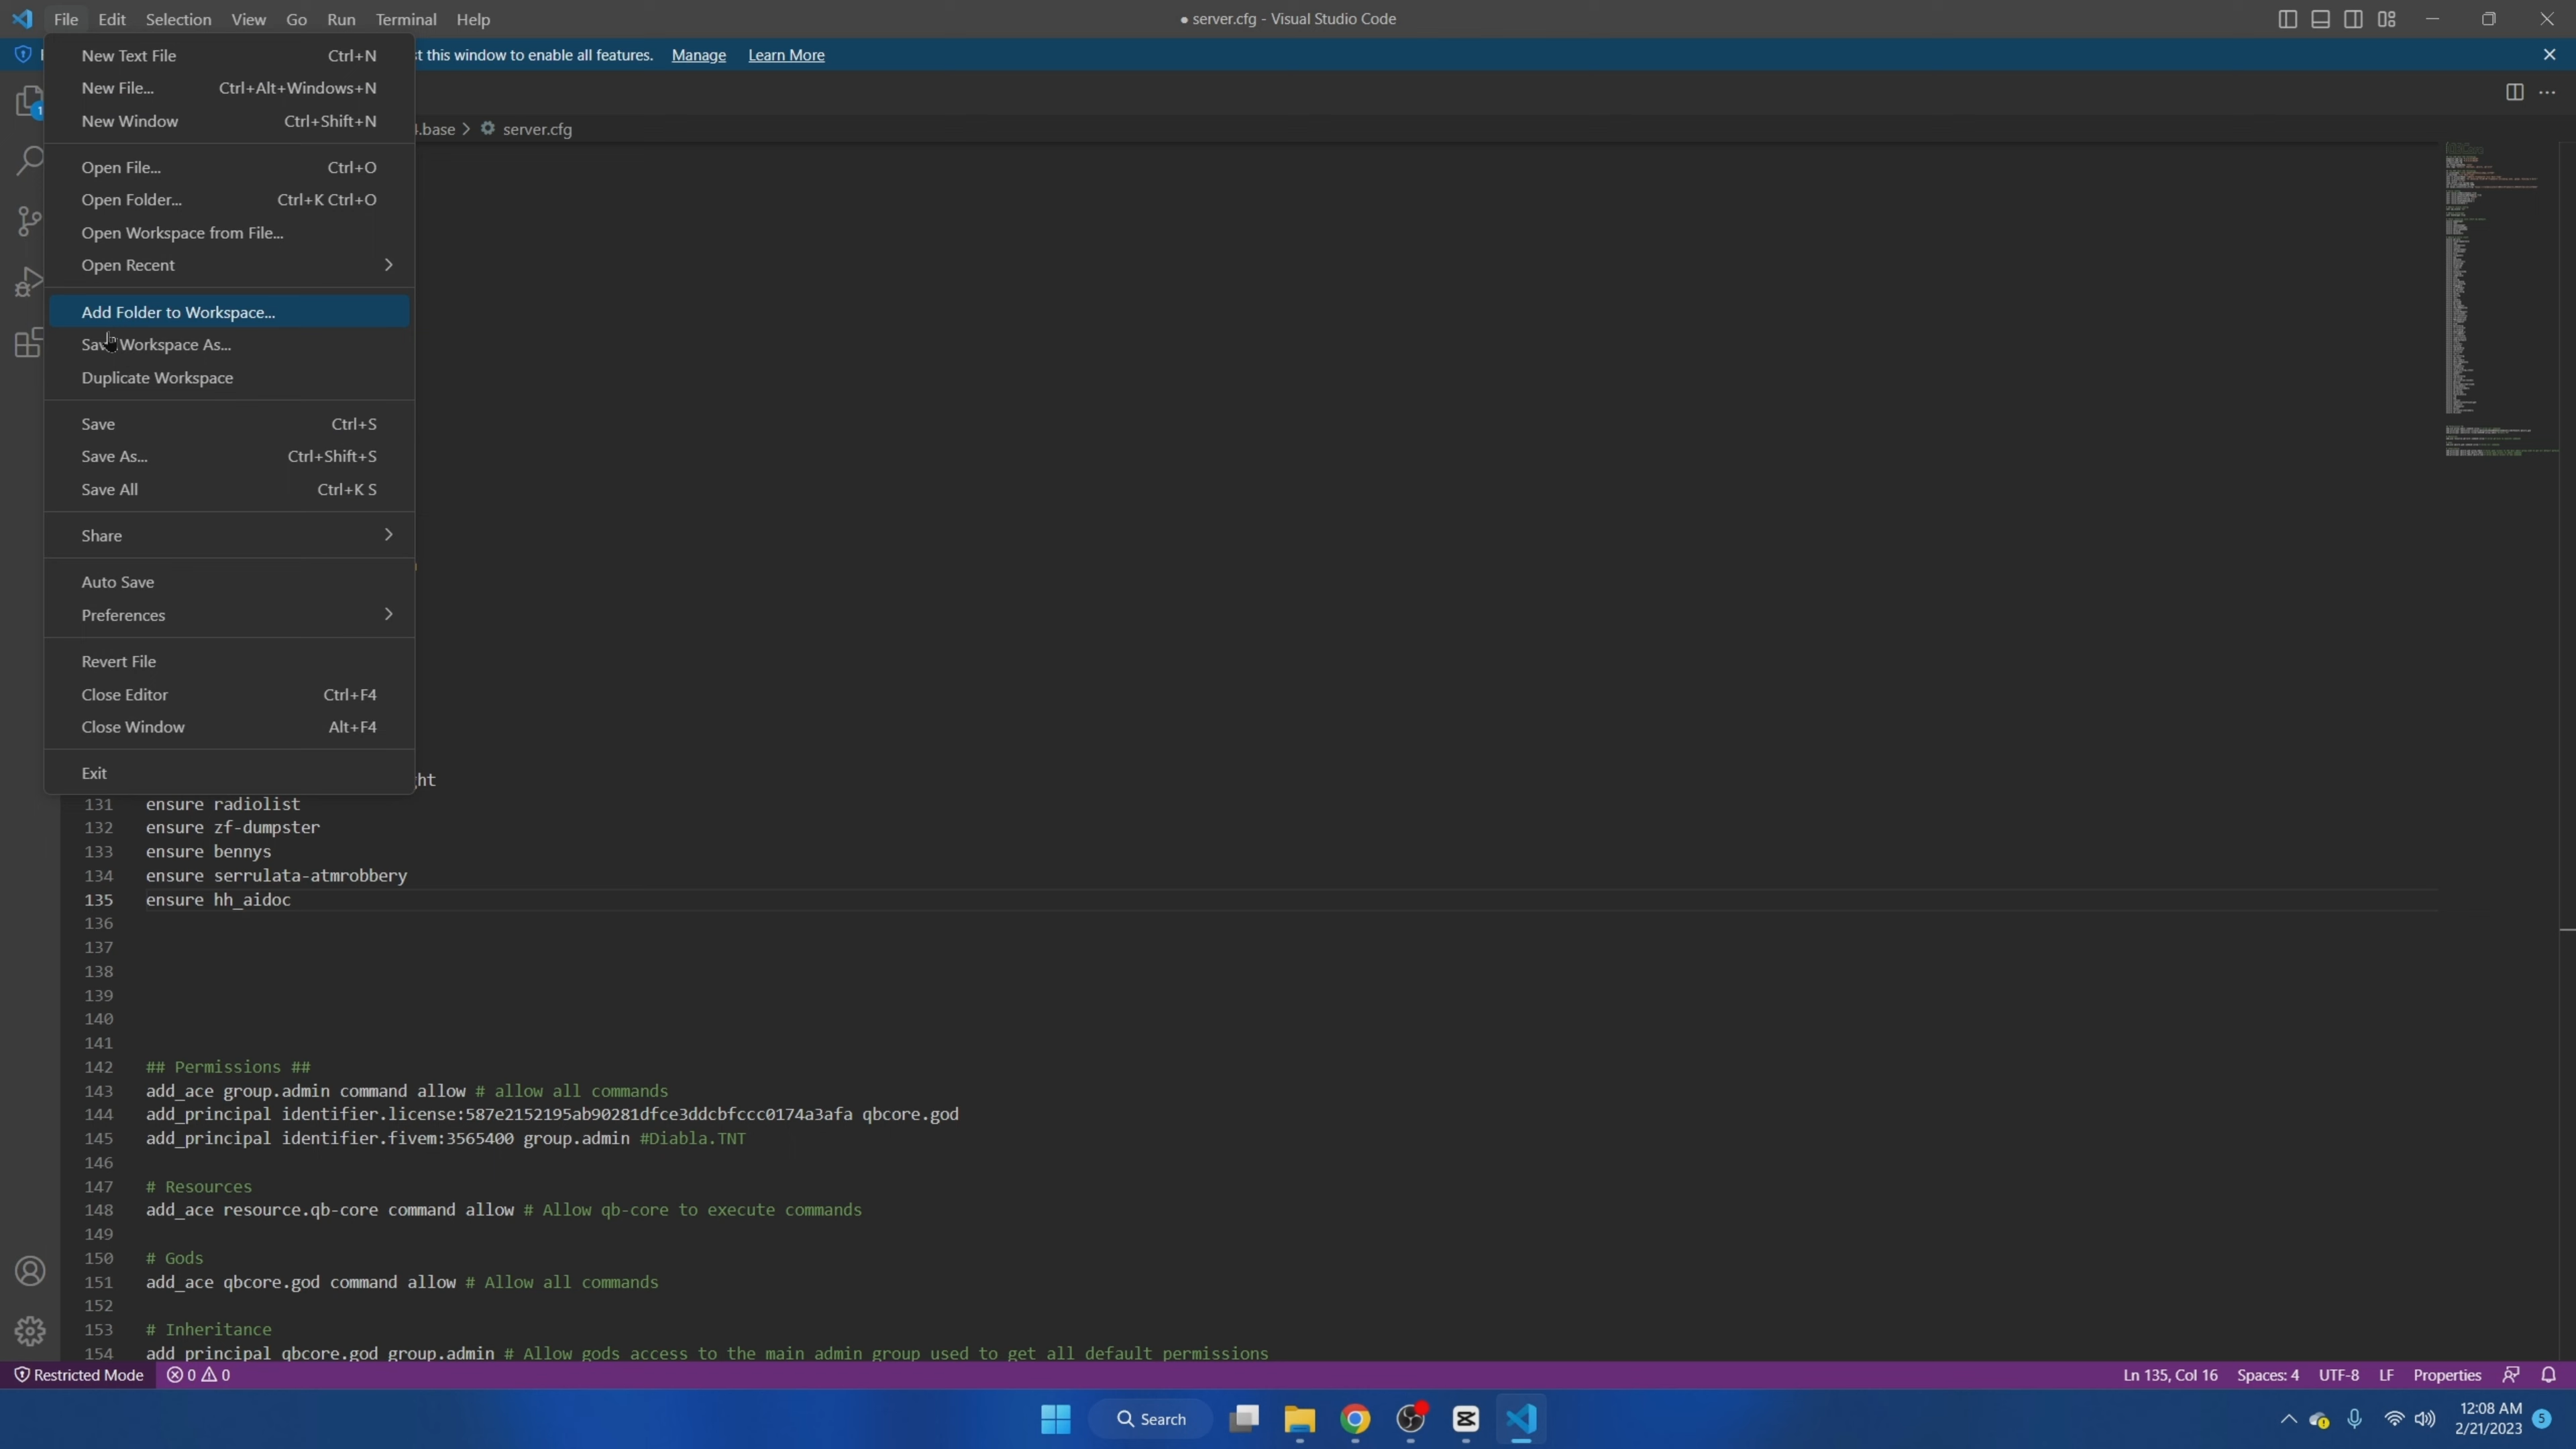 File Edit Selection View Go Run Terminal Help
● server.cfg - Visual Studio Code
New Text File Ctrl+N
t this window to enable all features. Manage Learn More
New File... Ctrl+Alt+Windows+N
New Window Ctrl+Shift+N
.base > server.cfg
Open File... Ctrl+O
Open Folder... Ctrl+K Ctrl+O
Open Workspace from File...
Open Recent
Add Folder to Workspace...
Save Workspace As...
Duplicate Workspace
Save Ctrl+S
Save As... Ctrl+Shift+S
Save All Ctrl+K S
Share
Auto Save
Preferences
Revert File
Close Editor Ctrl+F4
Close Window Alt+F4
Exit
ht
131 ensure radiolist
132 ensure zf-dumpster
133 ensure bennys
134 ensure serrulata-atmrobbery
135 ensure hh_aidoc
136
137
138
139
140
141
142 ## Permissions ##
143 add_ace group.admin command allow # allow all commands
144 add_principal identifier.license:587e2152195ab90281dfce3ddcbfccc0174a3afa qbcore.god
145 add_principal identifier.fivem:3565400 group.admin #Diabla.TNT
146
147 # Resources
148 add_ace resource.qb-core command allow # Allow qb-core to execute commands
149
150 # Gods
151 add_ace qbcore.god command allow # Allow all commands
152
153 # Inheritance
154 add_principal qbcore.god group.admin # Allow gods access to the main admin group used to get all default permissions
Restricted Mode 0 0 Ln 135, Col 16 Spaces: 4 UTF-8 LF Properties
Search
12:08 AM
2/21/2023 5